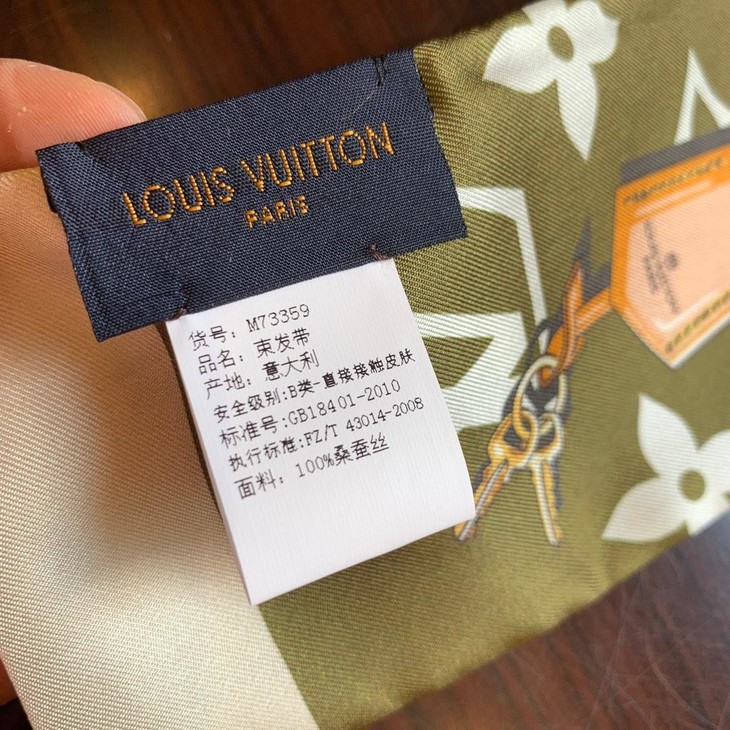 LOUIS VUITTON
PARIS
货号: M73359
品名: 束发带
产地: 意大利
安全级别:B类-直接接触皮肤
标准号:GB18401-2010
执行标准:FZ/T 43014-2008
面料: 100%桑蚕丝